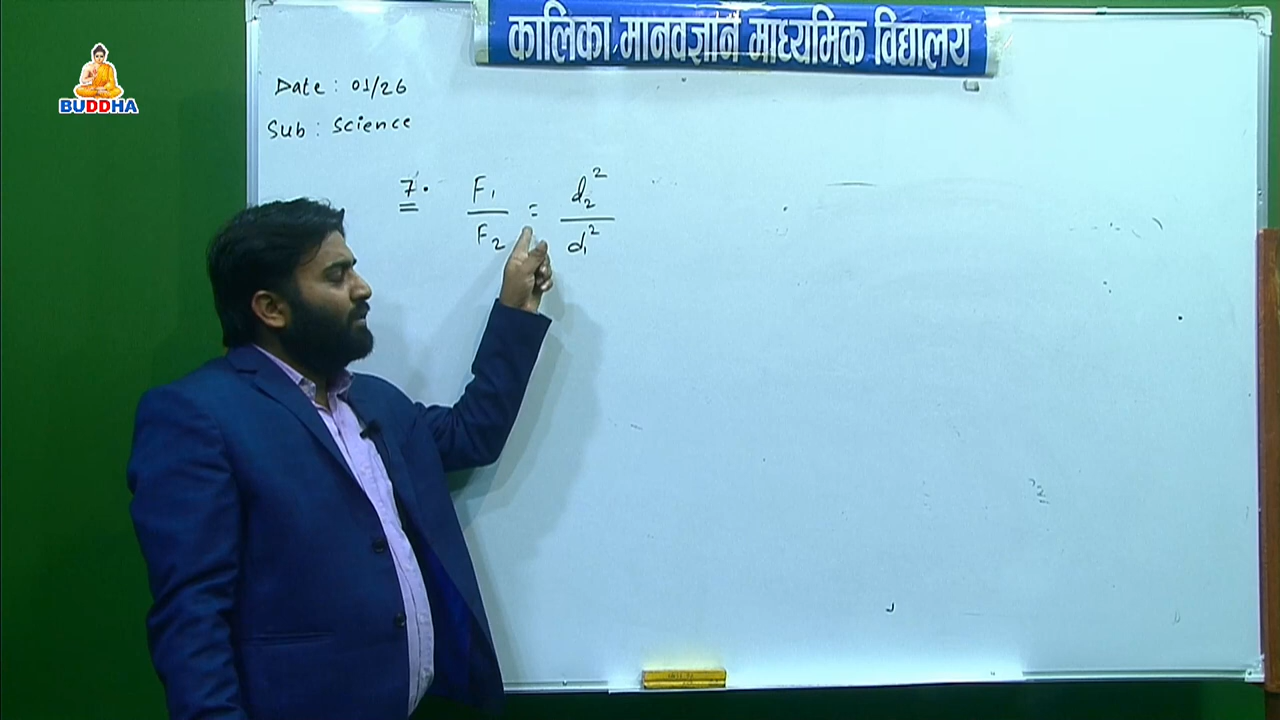 कालिका मानवज्ञान माध्यमिक विद्यालय
BUDDHA
Date : 01/26
Sub : Science
7. F₁/F₂ = d₂²/d₁²